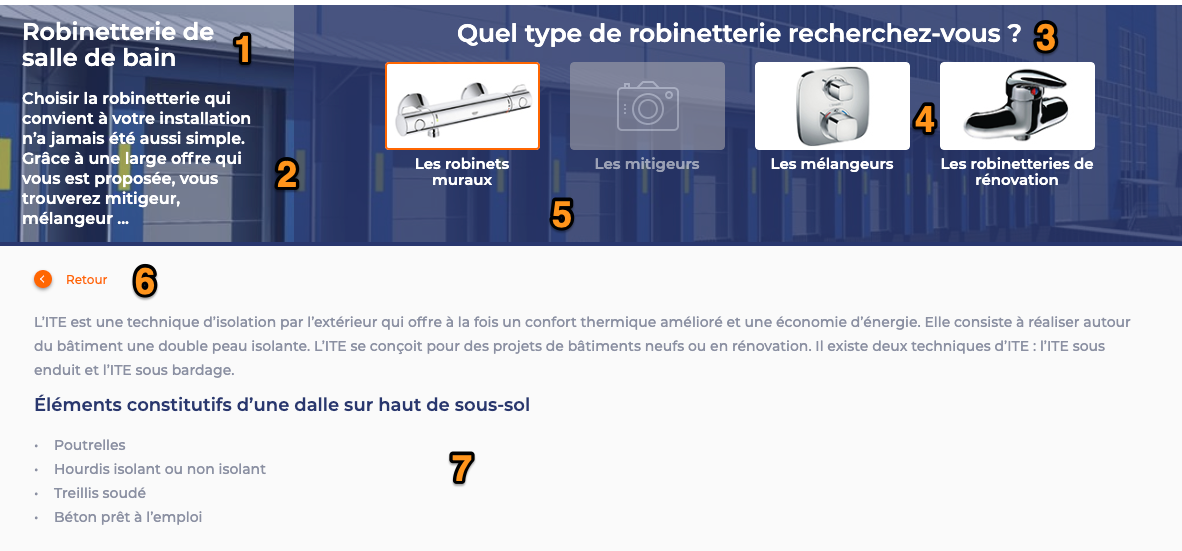 Robinetterie de
salle de bain
1
Choisir la robinetterie qui
convient à votre installation
n'a jamais été aussi simple.
Grâce à une large offre qui
vous est proposée, vous
trouverez mitigeur,
mélangeur ...
2
Quel type de robinetterie recherchez-vous ?
3
Les robinets
muraux
Les mitigeurs
Les mélangeurs
4
Les robinetteries de
rénovation
5
Retour
6
L'ITE est une technique d'isolation par l'extérieur qui offre à la fois un confort thermique amélioré et une économie d'énergie. Elle consiste à réaliser autour
du bâtiment une double peau isolante. L'ITE se conçoit pour des projets de bâtiments neufs ou en rénovation. Il existe deux techniques d'ITE : l'ITE sous
enduit et l'ITE sous bardage.
Éléments constitutifs d'une dalle sur haut de sous-sol
• Poutrelles
• Hourdis isolant ou non isolant
• Treillis soudé
• Béton prêt à l'emploi
7